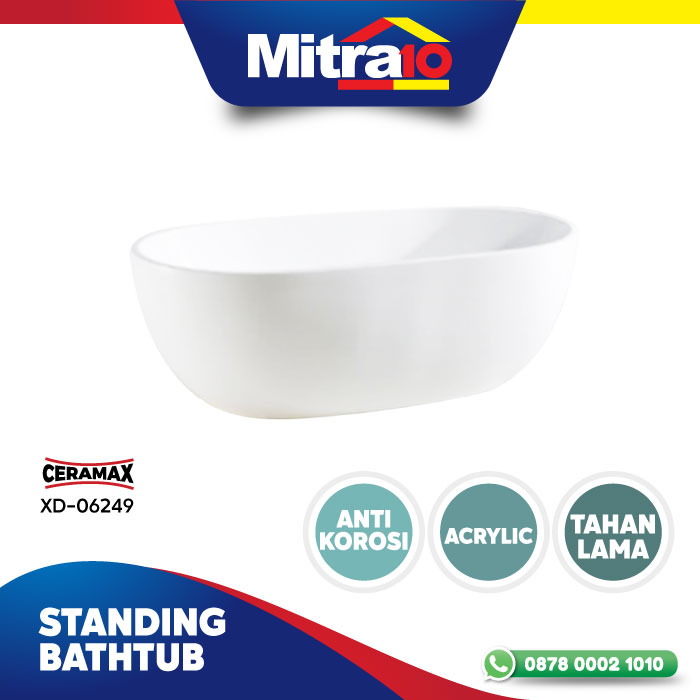 Mitra10
CERAMAX
XD-06249
ANTI
KOROSI
ACRYLIC
TAHAN
LAMA
STANDING
BATHTUB
0878 0002 1010